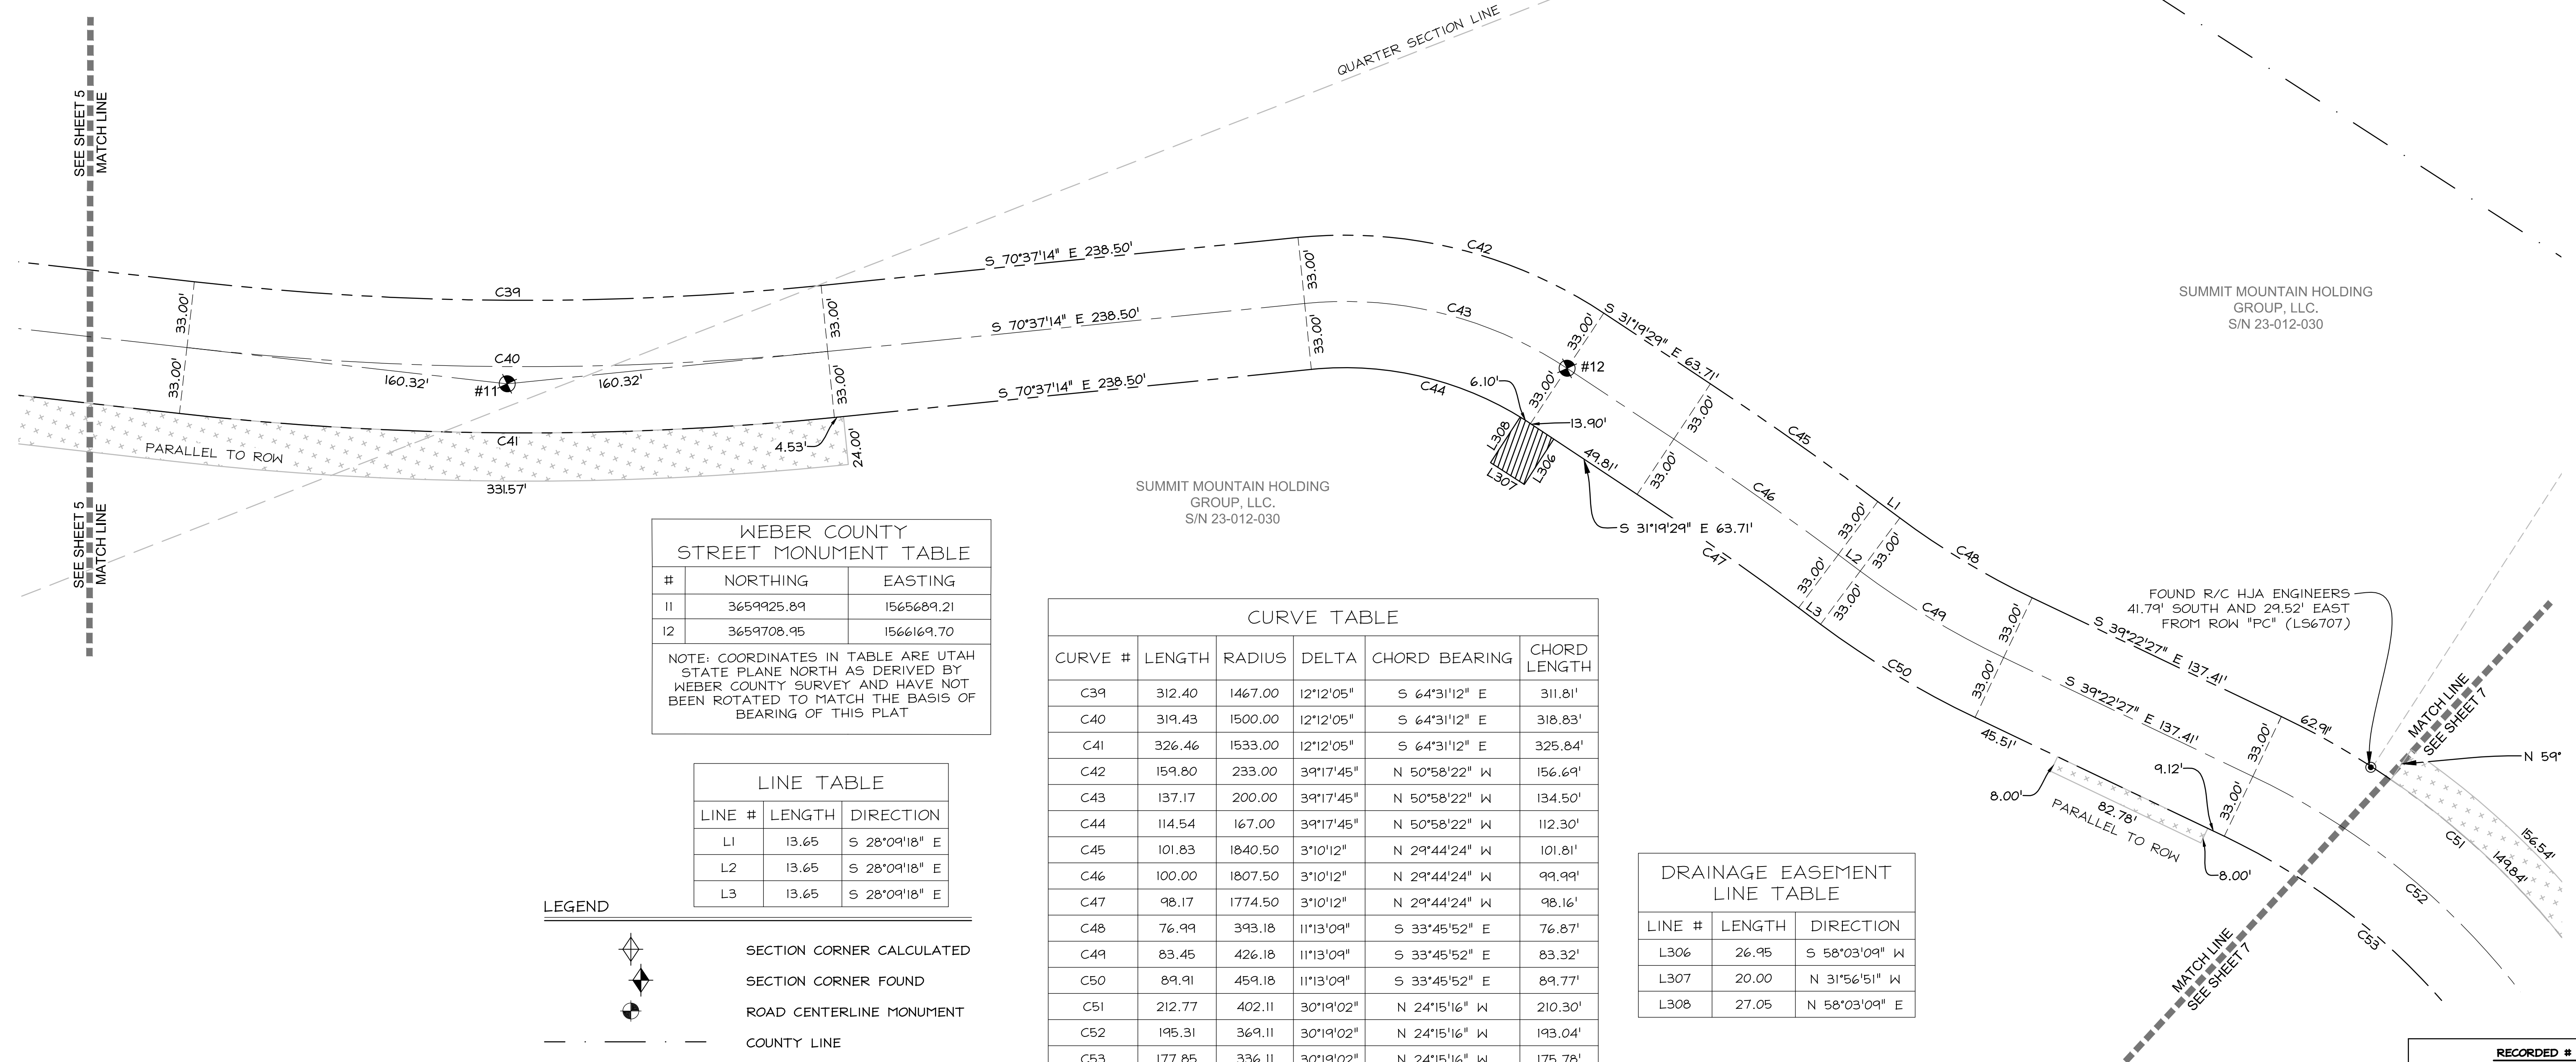 QUARTER SECTION LINE
SEE SHEET 5
MATCH LINE
C39
S 70°37'14" E 238.50'
C42
33.00'
33.00'
33.00'
33.00'
33.00'
33.00'
C40
160.32'
#11
160.32'
S 70°37'14" E 238.50'
C43
S 31°19'29" E 63.71'
33.00'
#12
33.00'
C41
S 70°37'14" E 238.50'
C44
6.10'
13.90'
L308
L307
L306
49.81'
33.00'
33.00'
C45
C46
S 31°19'29" E 63.71'
C47
4.53'
24.00'
PARALLEL TO ROW
331.57'
SEE SHEET 5
MATCH LINE
SUMMIT MOUNTAIN HOLDING
GROUP, LLC.
S/N 23-012-030
SUMMIT MOUNTAIN HOLDING
GROUP, LLC.
S/N 23-012-030
L1
33.00'
33.00'
L2
33.00'
33.00'
L3
C48
C49
C50
33.00'
33.00'
S 39°22'27" E 137.41'
S 39°22'27" E 137.41'
FOUND R/C HJA ENGINEERS
41.79' SOUTH AND 29.52' EAST
FROM ROW "PC" (LS6707)
62.91'
MATCH LINE
SEE SHEET 7
N 59°
45.51'
33.00'
33.00'
9.12'
8.00'
82.78'
PARALLEL TO ROW
8.00'
C51
149.84'
156.54'
C52
C53
MATCH LINE
SEE SHEET 7
WEBER COUNTY
STREET MONUMENT TABLE
# NORTHING EASTING
11 3659925.89 1565689.21
12 3659708.95 1566169.70
NOTE: COORDINATES IN TABLE ARE UTAH
STATE PLANE NORTH AS DERIVED BY
WEBER COUNTY SURVEY AND HAVE NOT
BEEN ROTATED TO MATCH THE BASIS OF
BEARING OF THIS PLAT
LINE TABLE
LINE # LENGTH DIRECTION
L1 13.65 S 28°09'18" E
L2 13.65 S 28°09'18" E
L3 13.65 S 28°09'18" E
LEGEND
SECTION CORNER CALCULATED
SECTION CORNER FOUND
ROAD CENTERLINE MONUMENT
COUNTY LINE
CURVE TABLE
CURVE # LENGTH RADIUS DELTA CHORD BEARING CHORD LENGTH
C39 312.40 1467.00 12°12'05" S 64°31'12" E 311.81'
C40 319.43 1500.00 12°12'05" S 64°31'12" E 318.83'
C41 326.46 1533.00 12°12'05" S 64°31'12" E 325.84'
C42 159.80 233.00 39°17'45" N 50°58'22" W 156.69'
C43 137.17 200.00 39°17'45" N 50°58'22" W 134.50'
C44 114.54 167.00 39°17'45" N 50°58'22" W 112.30'
C45 101.83 1840.50 3°10'12" N 29°44'24" W 101.81'
C46 100.00 1807.50 3°10'12" N 29°44'24" W 99.99'
C47 98.17 1774.50 3°10'12" N 29°44'24" W 98.16'
C48 76.99 393.18 11°13'09" S 33°45'52" E 76.87'
C49 83.45 426.18 11°13'09" S 33°45'52" E 83.32'
C50 89.91 459.18 11°13'09" S 33°45'52" E 89.77'
C51 212.77 402.11 30°19'02" N 24°15'16" W 210.30'
C52 195.31 369.11 30°19'02" N 24°15'16" W 193.04'
C53 177.85 336.11 30°19'02" N 24°15'16" W 175.78'
DRAINAGE EASEMENT
LINE TABLE
LINE # LENGTH DIRECTION
L306 26.95 S 58°03'09" W
L307 20.00 N 31°56'51" W
L308 27.05 N 58°03'09" E
RECORDED #